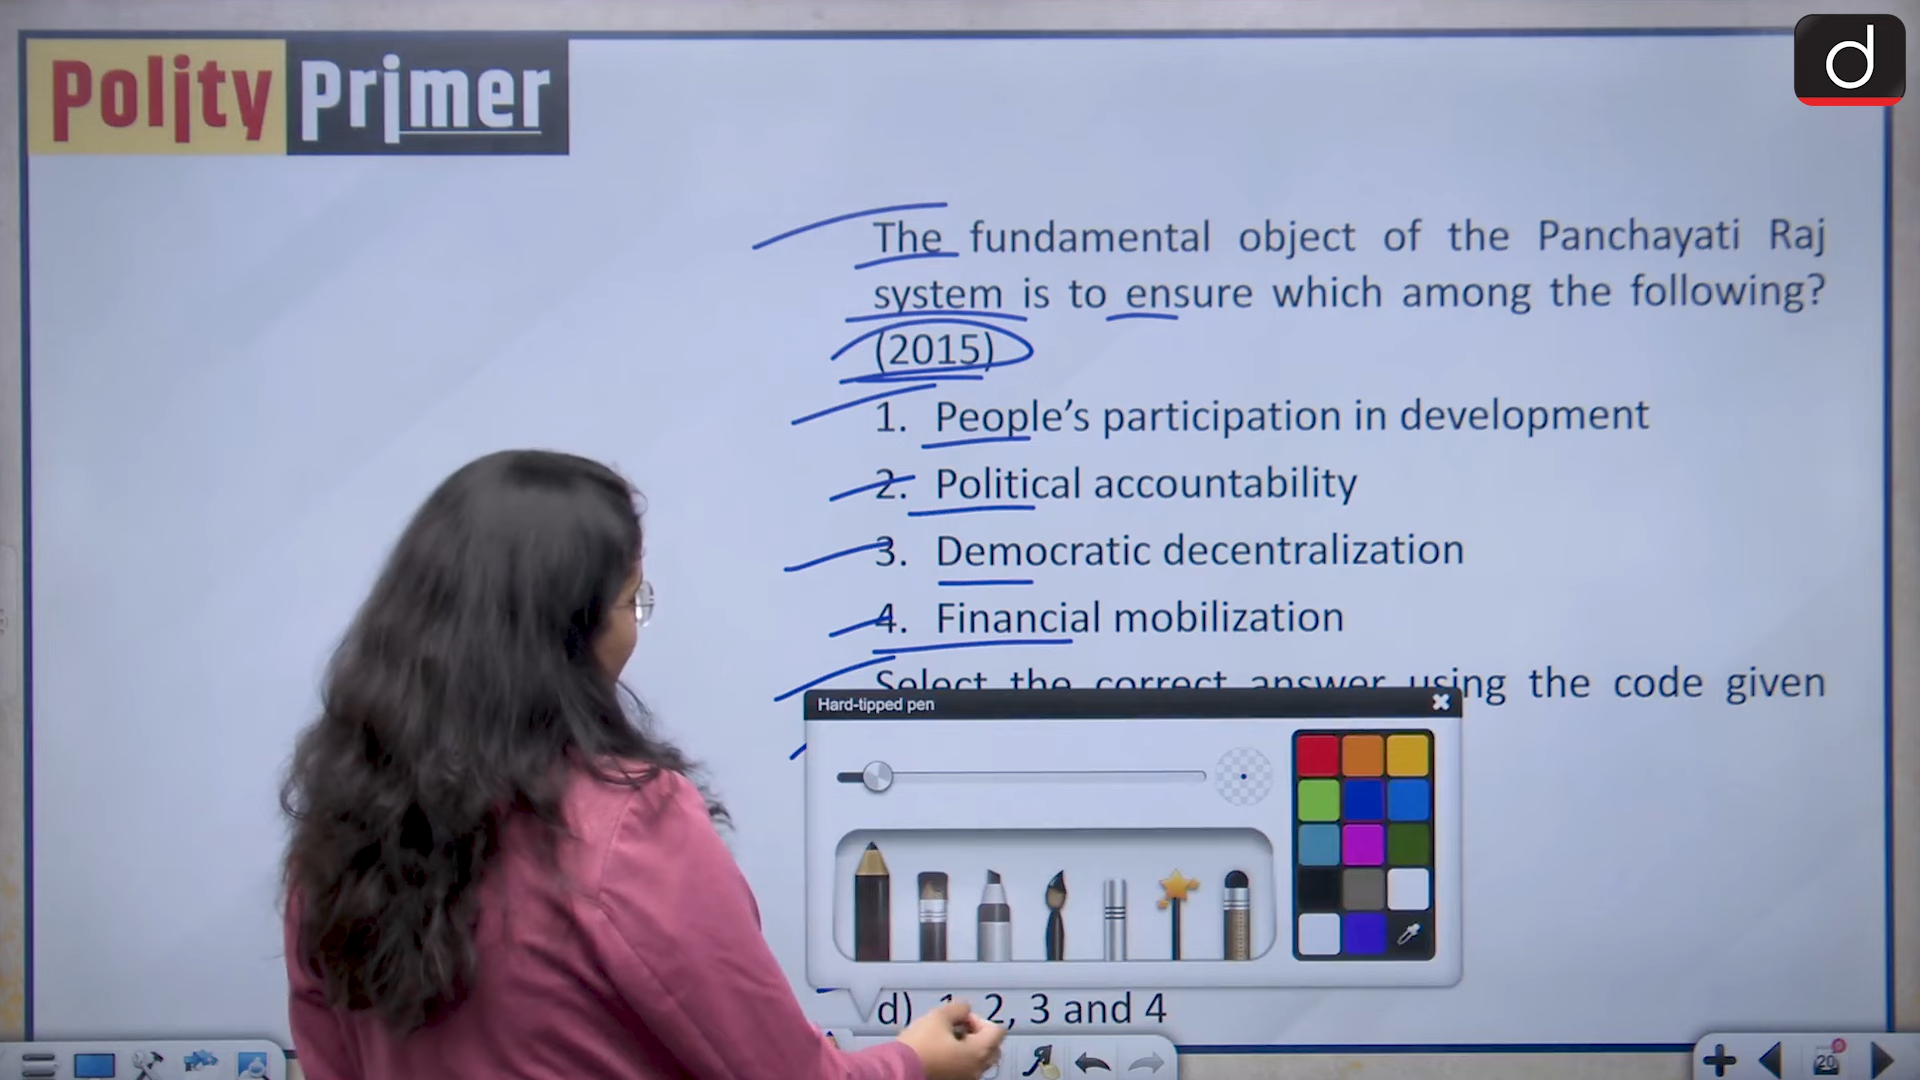 Polity Primer
d
The fundamental object of the Panchayati Raj
system is to ensure which among the following?
(2015)
1. People's participation in development
2. Political accountability
3. Democratic decentralization
4. Financial mobilization
Select the correct answer using the code given
Hard-tipped pen
d) 1, 2, 3 and 4
20